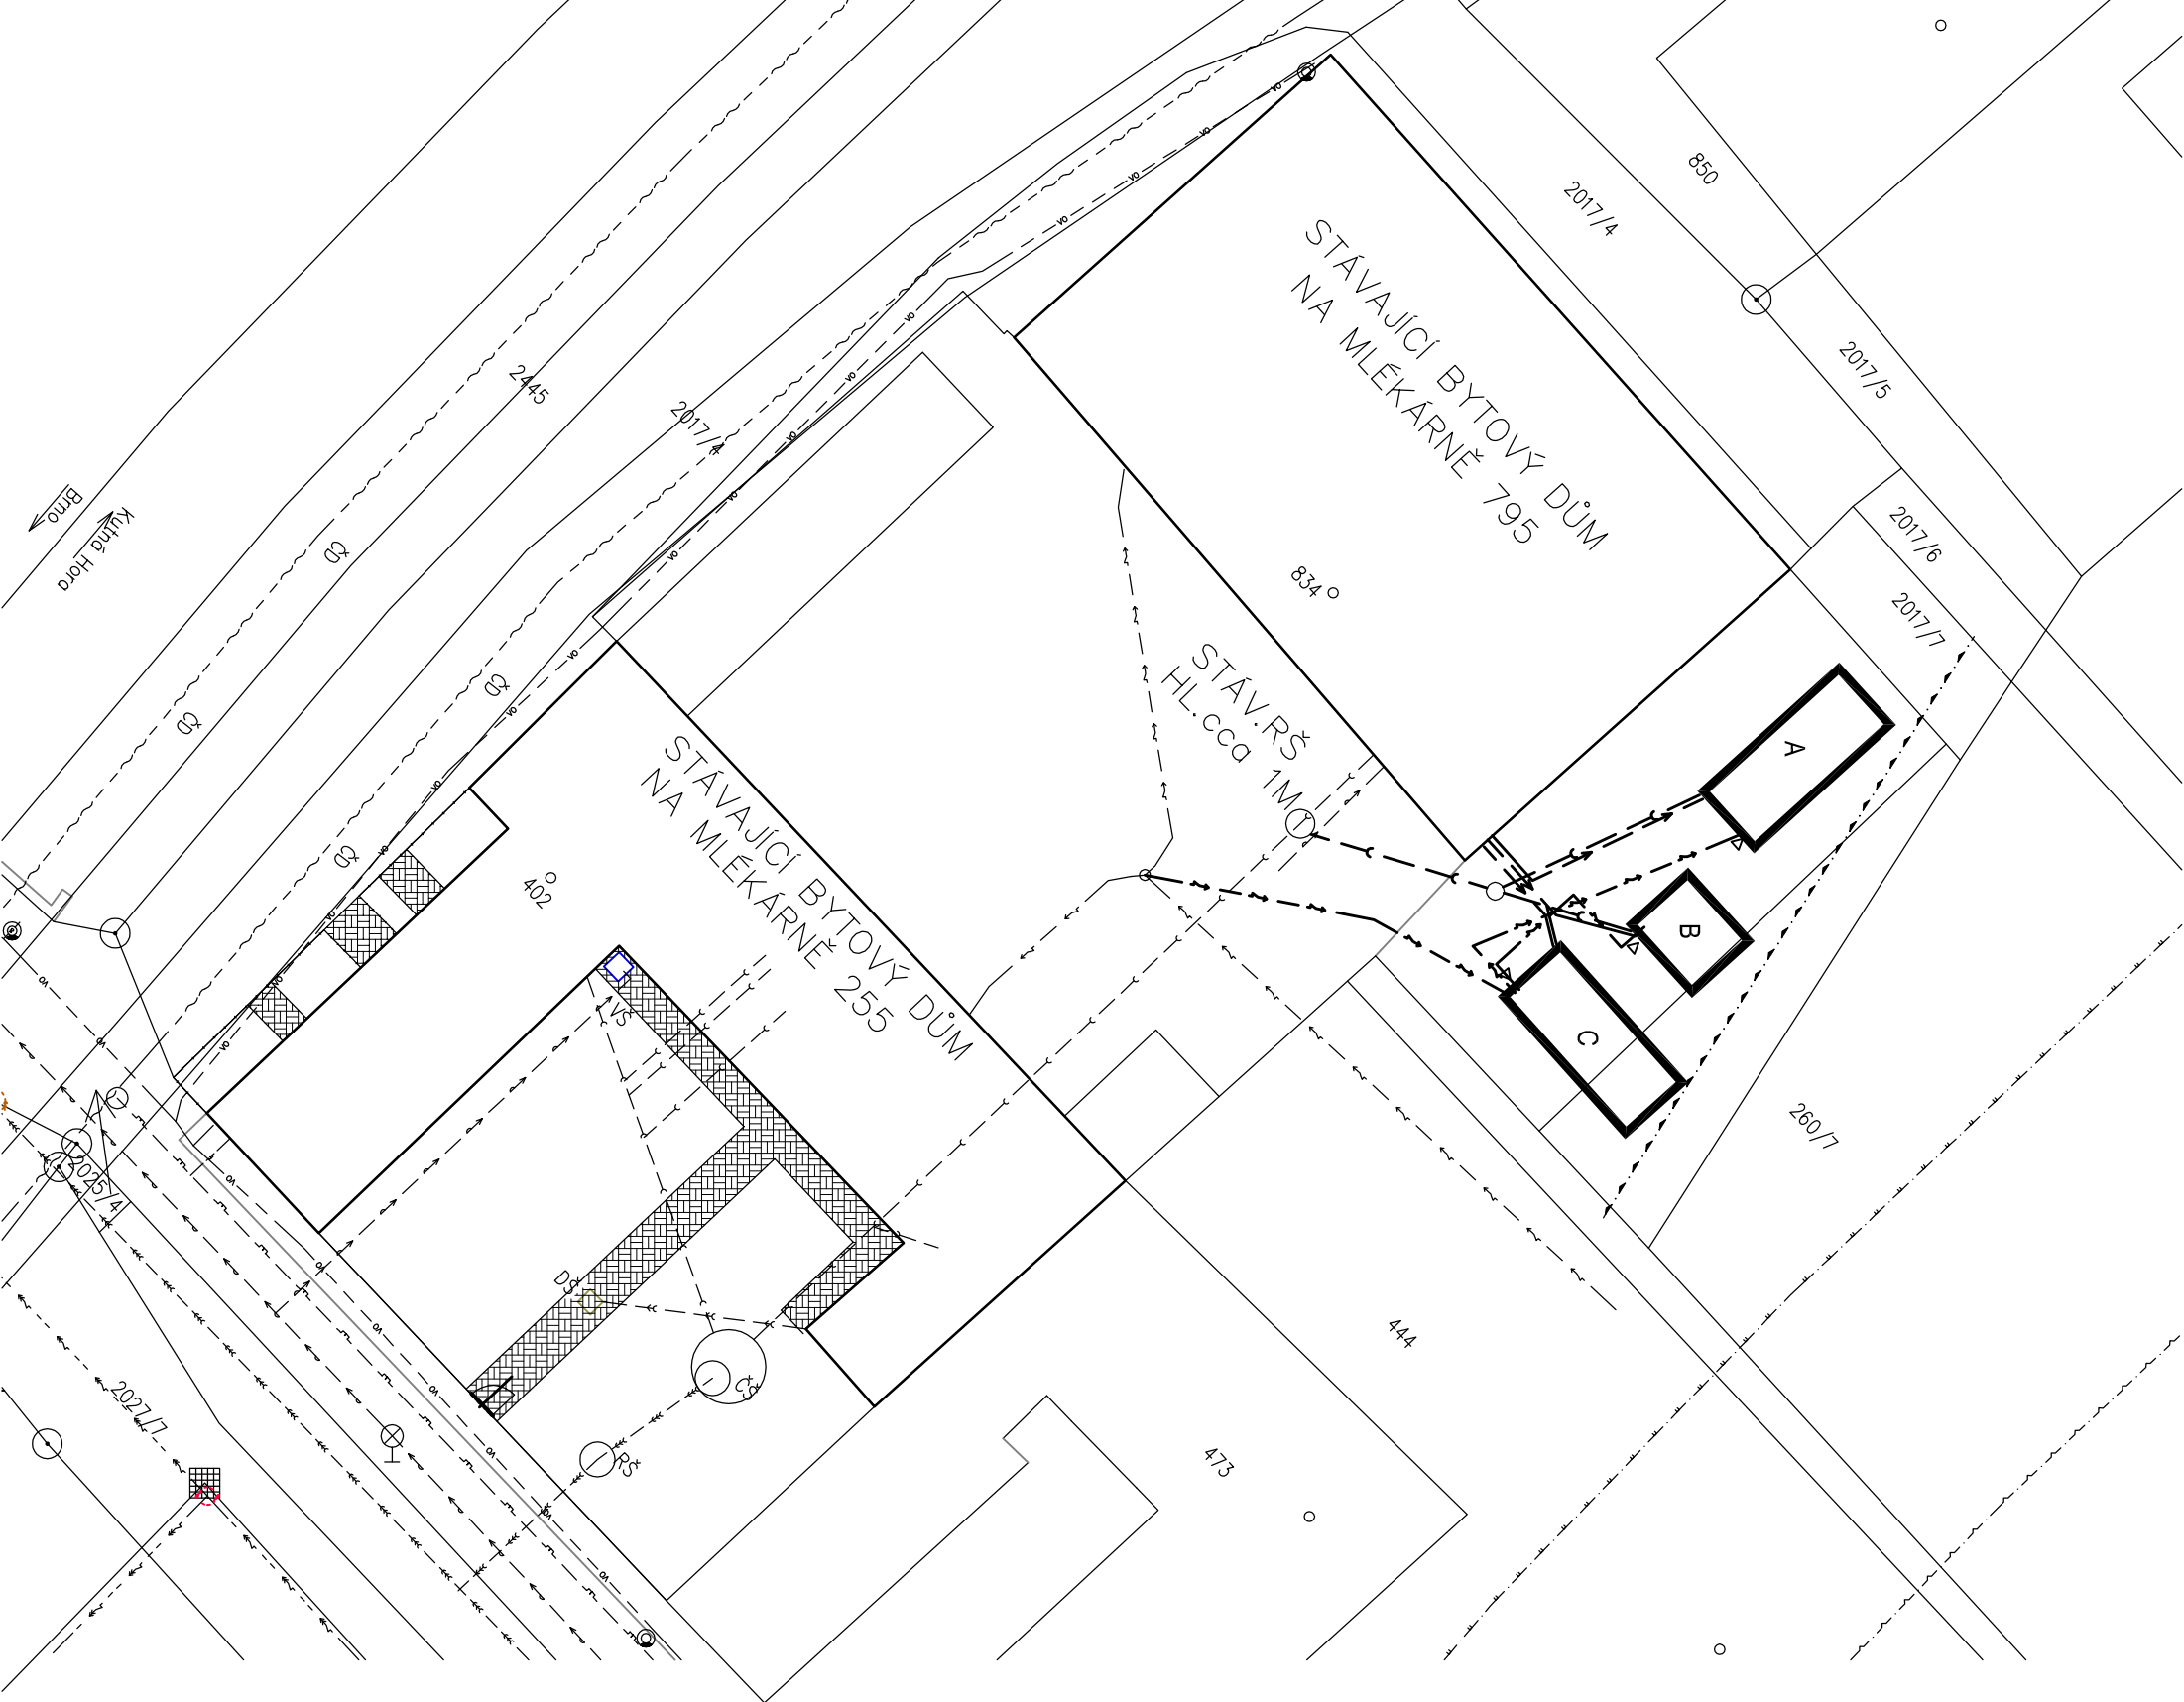 850
2017/4
STÁVAJÍCÍ BYTOVÝ DŮM
NA MLÉKÁRNĚ 795
2017/5
2445
2017/4
Brno
Kutná Hora
ČD
ČD
ČD
ČD
2017/6
2017/7
834
STÁV.RŠ
HL.cca 1M
A
B
C
STÁVAJÍCÍ BYTOVÝ DŮM
NA MLÉKÁRNĚ 255
402
VŠ
DŠ
ČŠ
RŠ
2025/4
2027/7
260/7
444
473